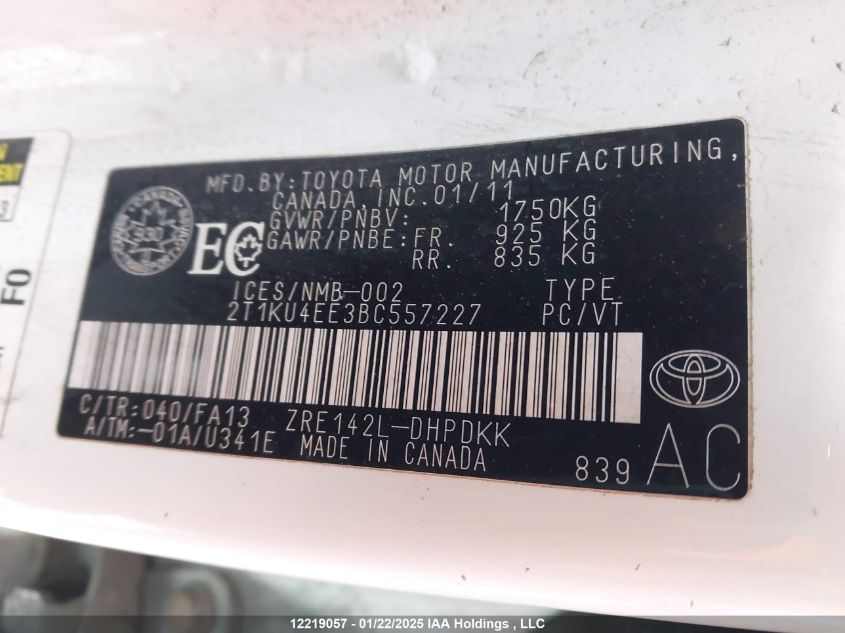 MFD. BY: TOYOTA MOTOR MANUFACTURING,
CANADA, INC. 01/11
GVWR/PNBV: 1750KG
GAWR/PNBE: FR. 925 KG
RR. 835 KG
EC
330
ICES/NMB-002 TYPE
2T1KU4EE3BC557227 PC/VT
C/TR: 040/FA13 ZRE142L-DHPDKK
A/TM: -01A/U341E MADE IN CANADA
839 AC
F0
12219057 - 01/22/2025 IAA Holdings , LLC